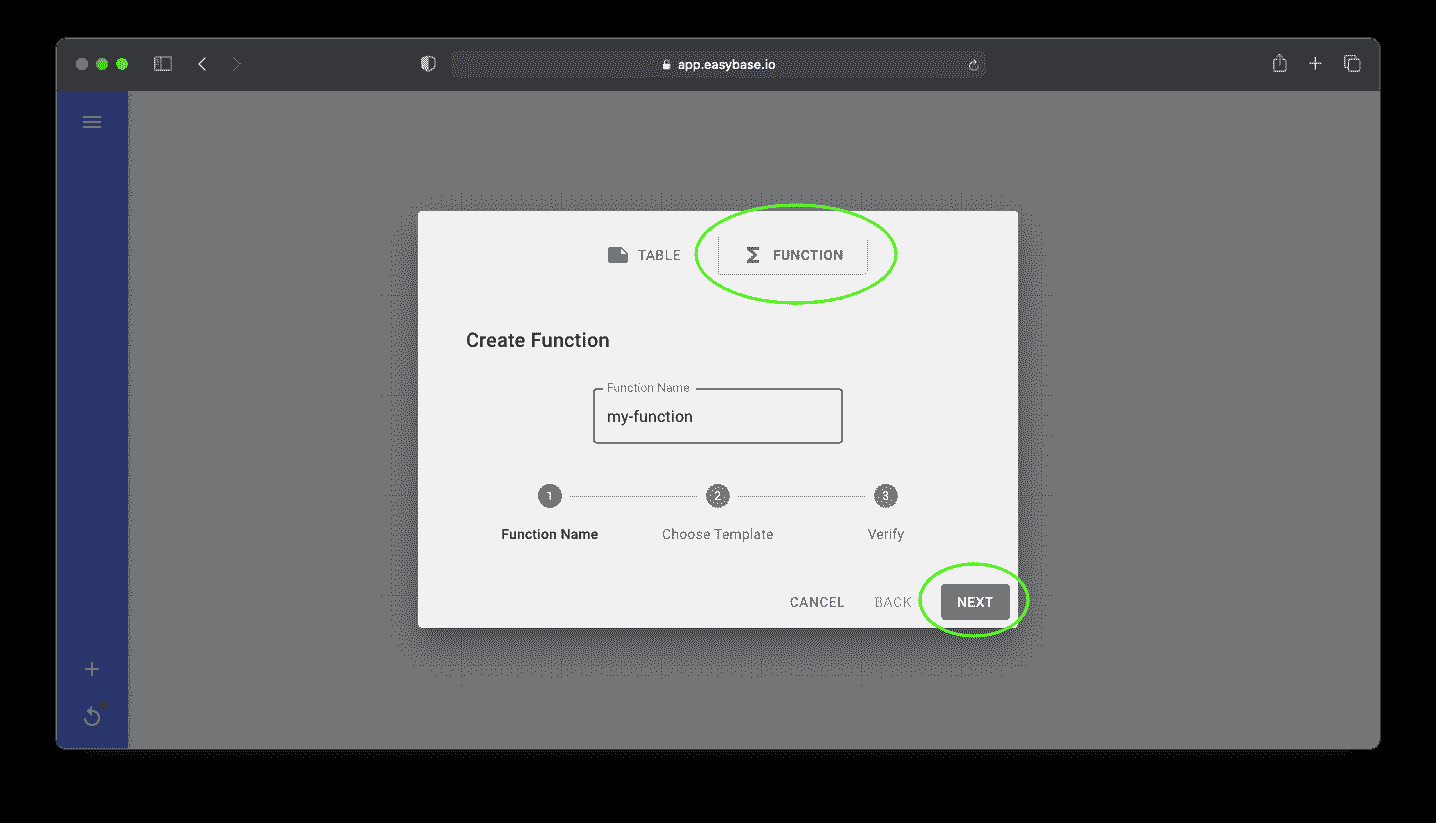 app.easybase.io
TABLE
FUNCTION
Create Function
Function Name
my-function
1
2
3
Function Name
Choose Template
Verify
CANCEL
BACK
NEXT